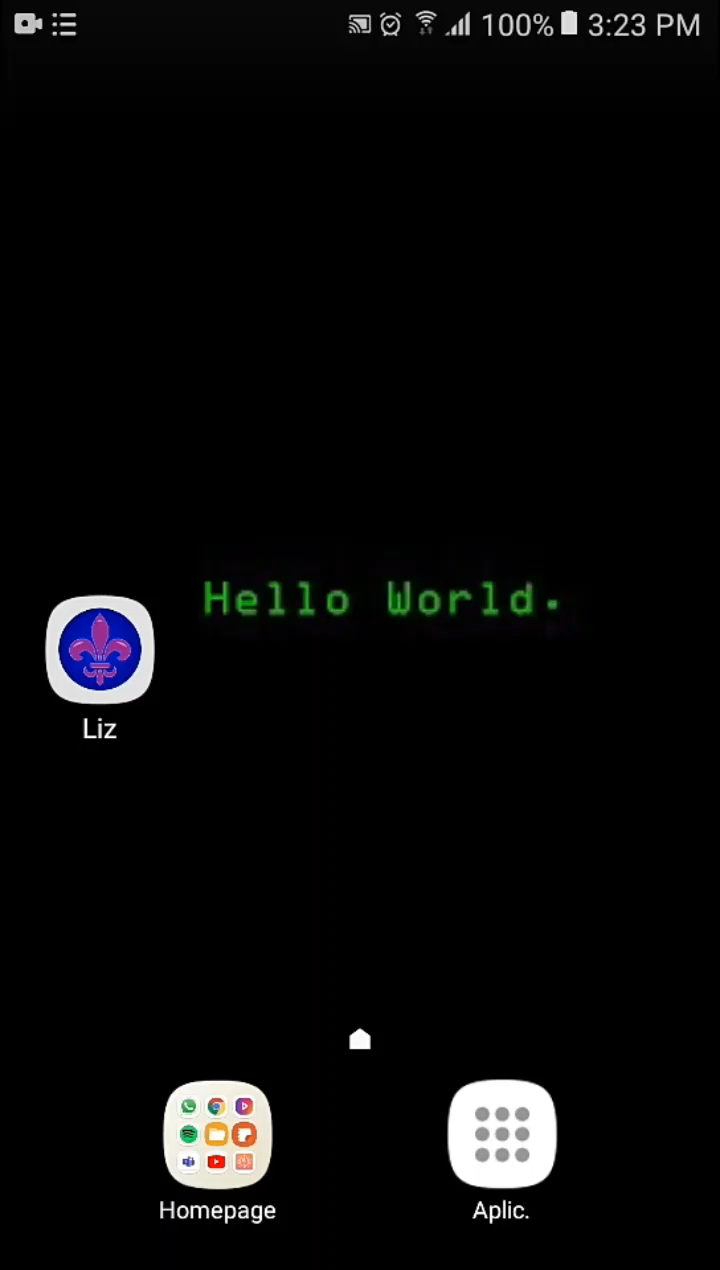 100% 3:23 PM
Hello World.
Liz
Homepage
Aplic.